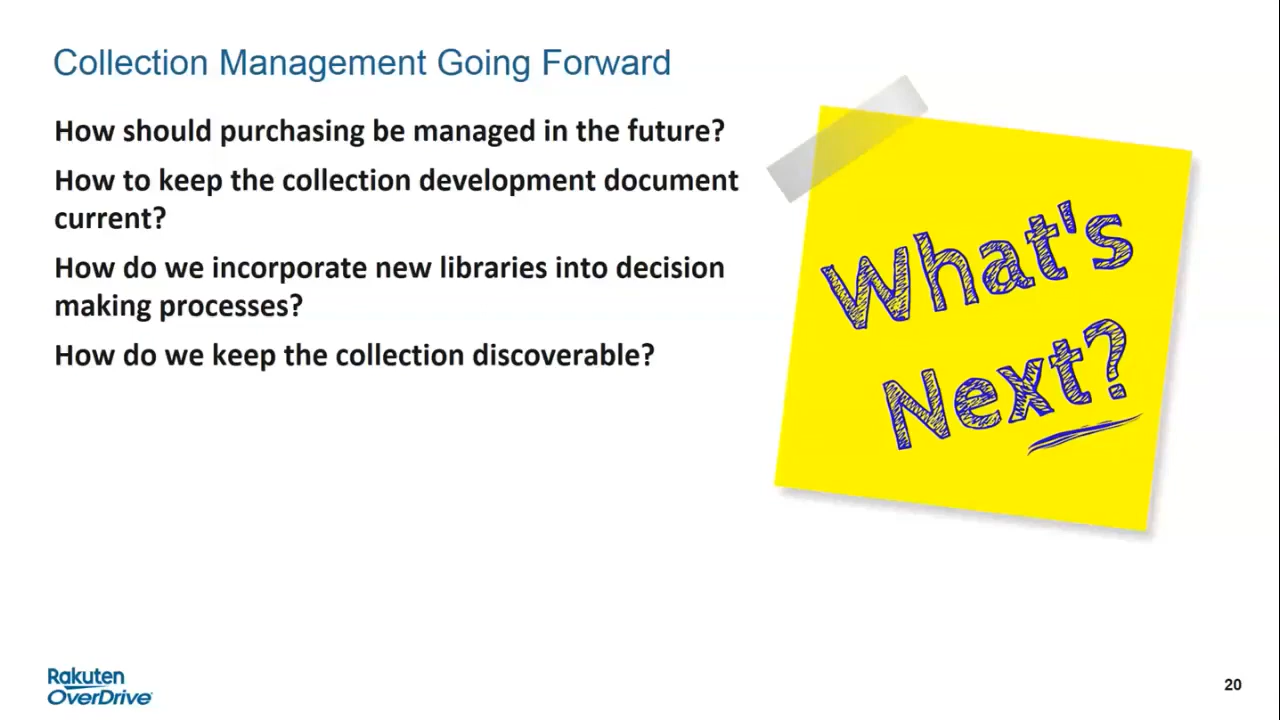 Collection Management Going Forward
How should purchasing be managed in the future?
How to keep the collection development document
current?
How do we incorporate new libraries into decision
making processes?
How do we keep the collection discoverable?
What's
Next?
Rakuten
OverDrive
20